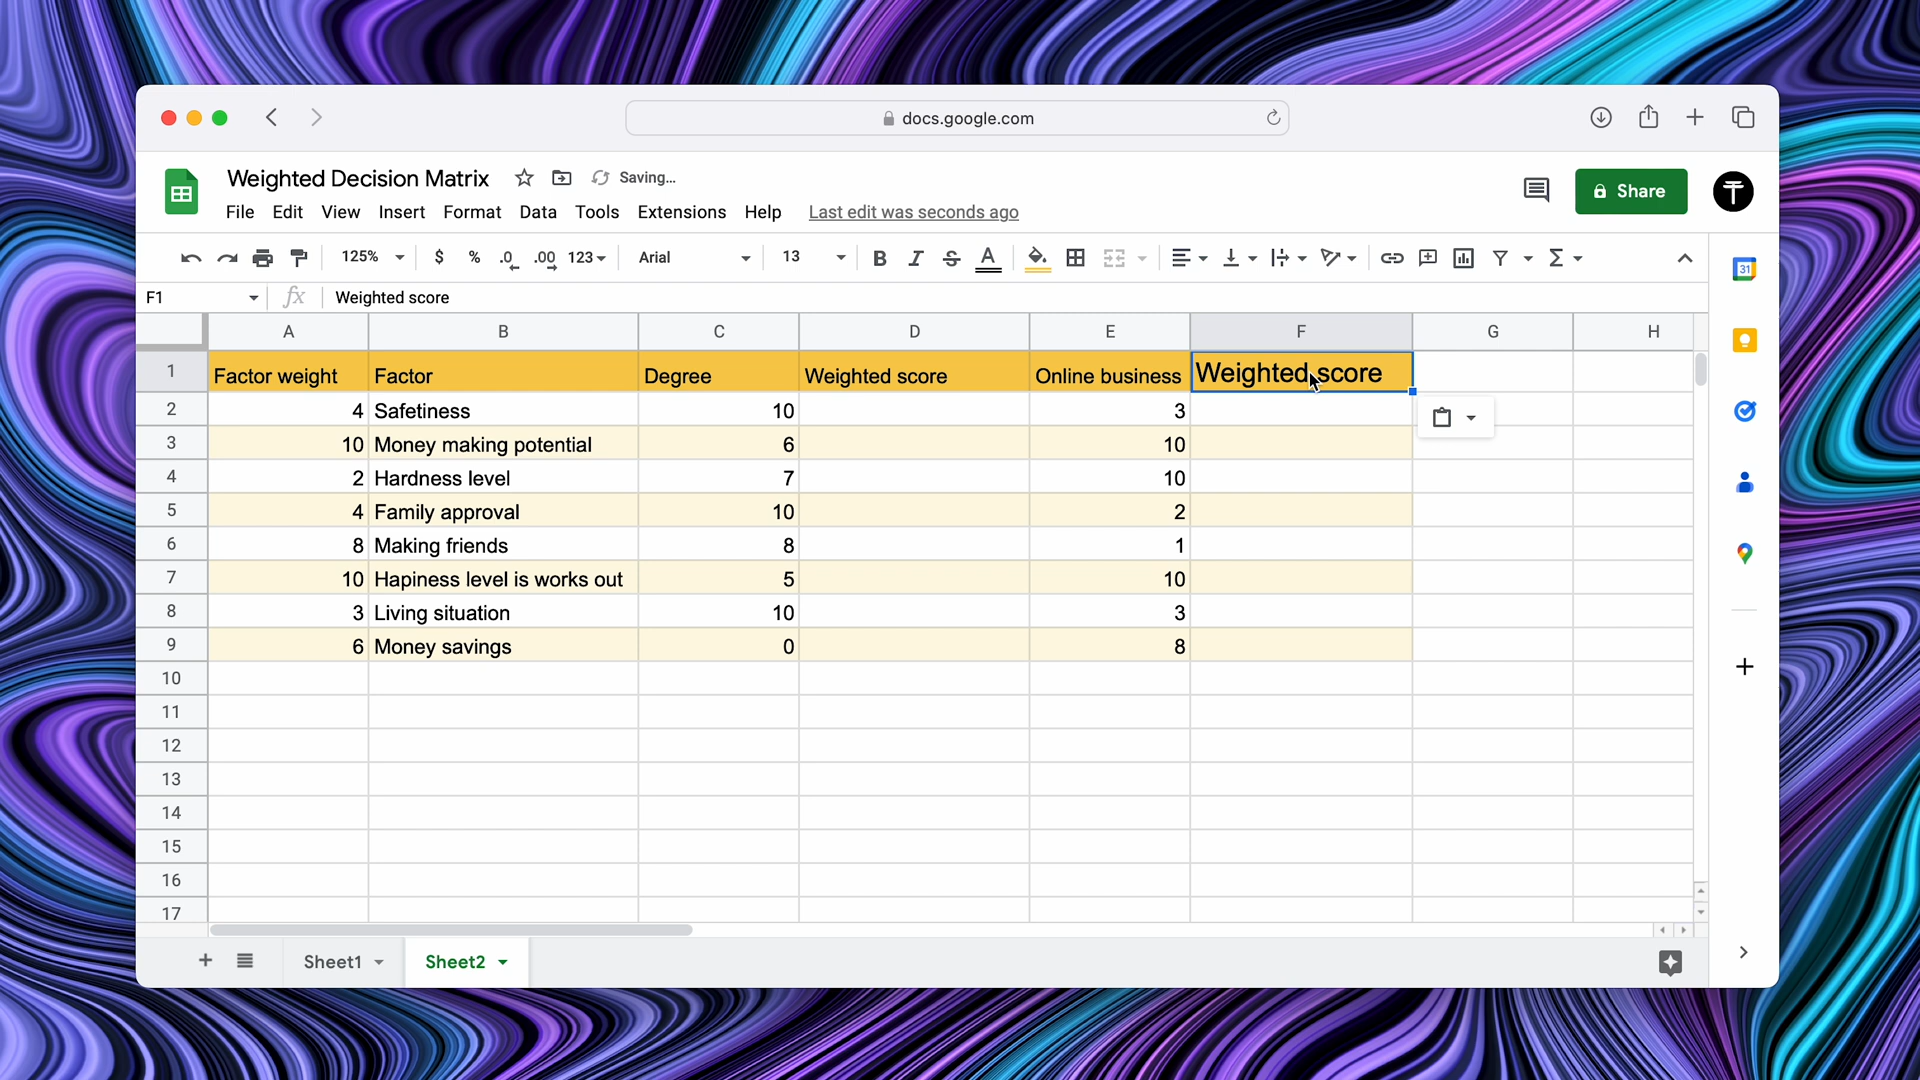 docs.google.com
Weighted Decision Matrix Saving...
File Edit View Insert Format Data Tools Extensions Help Last edit was seconds ago
Share
125% $ % .0 .00 123 Arial 13 B I S A Σ
31
F1 fx Weighted score
A B C D E F G H
1 Factor weight Factor Degree Weighted score Online business Weighted score
2 4 Safetiness 10 3
3 10 Money making potential 6 10
4 2 Hardness level 7 10
5 4 Family approval 10 2
6 8 Making friends 8 1
7 10 Hapiness level is works out 5 10
8 3 Living situation 10 3
9 6 Money savings 0 8
10
11
12
13
14
15
16
17
Sheet1 Sheet2